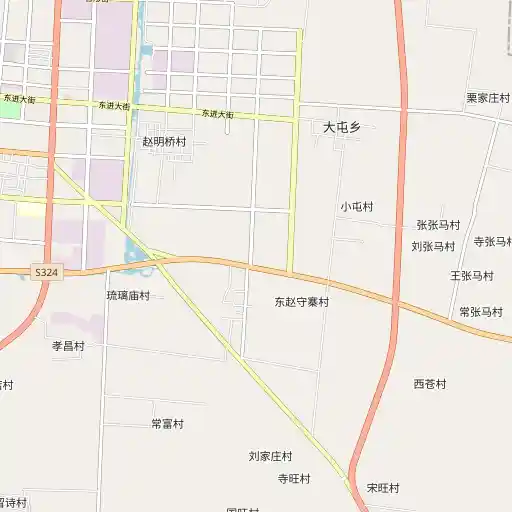 栗家庄村
东进大街
东进大街
东进大街
大屯乡
赵明桥村
小屯村
张张马村
刘张马村
寺张马
S324
王张马村
琉璃庙村
东赵守寨村
常张马村
孝昌村
西苍村
常富村
刘家庄村
寺旺村
宋旺村
留诗村